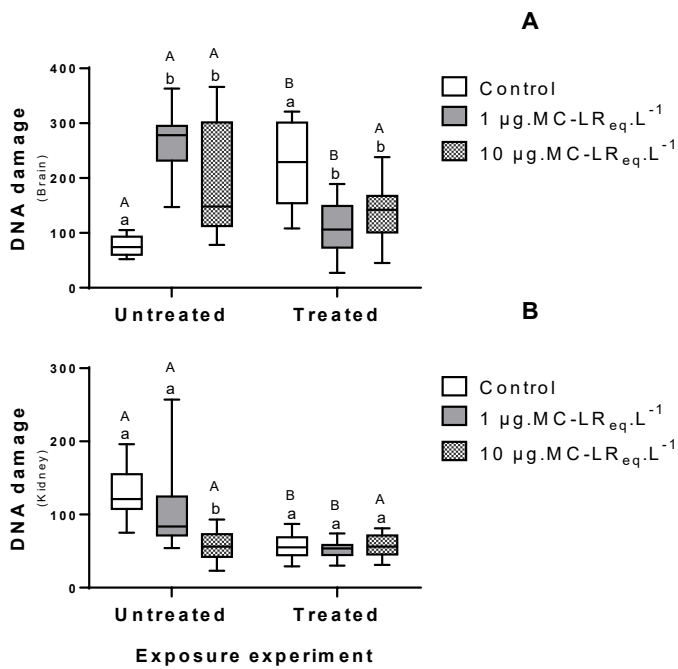 A
A A
A b b
400 B
a
Control
1 µg.MC-LReq.L-1
300
10 µg.MC-LReq.L-1
B A
b b
200
A
a
100
0
DNA damage
(Brain)
Untreated Treated
B
300 A
a
Control
1 µg.MC-LReq.L-1
10 µg.MC-LReq.L-1
A
a
200
A
b
B B A
a a a
100
0
DNA damage
(Kidney)
Untreated Treated
Exposure experiment